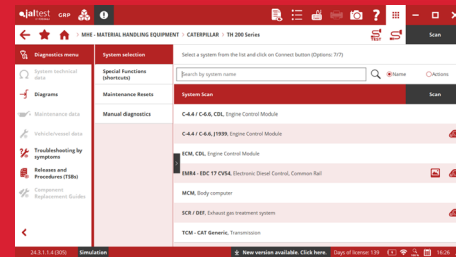 ajaltest GRP
MHE - MATERIAL HANDLING EQUIPMENT > CATERPILLAR > TH 200 Series
Scan
Diagnostics menu
System technical data
Diagrams
Maintenance data
Vehicle/vessel data
Troubleshooting by symptoms
Releases and Procedures (TSBs)
Component Replacement Guides
System selection
Special Functions (shortcuts)
Maintenance Resets
Manual diagnostics
Select a system from the list and click on Connect button (Options: 7/7)
Search by system name
Name
Actions
System Scan
Scan
C-4.4 / C-6.6, CDL, Engine Control Module
C-4.4 / C-6.6, J1939, Engine Control Module
ECM, CDL, Engine Control Module
EMR4 - EDC 17 CV54, Electronic Diesel Control, Common Rail
MCM, Body computer
SCR / DEF, Exhaust gas treatment system
TCM - CAT Generic, Transmission
24.3.1.1.4 (305) Simulation
New version available. Click here. Days of license: 139
16:26